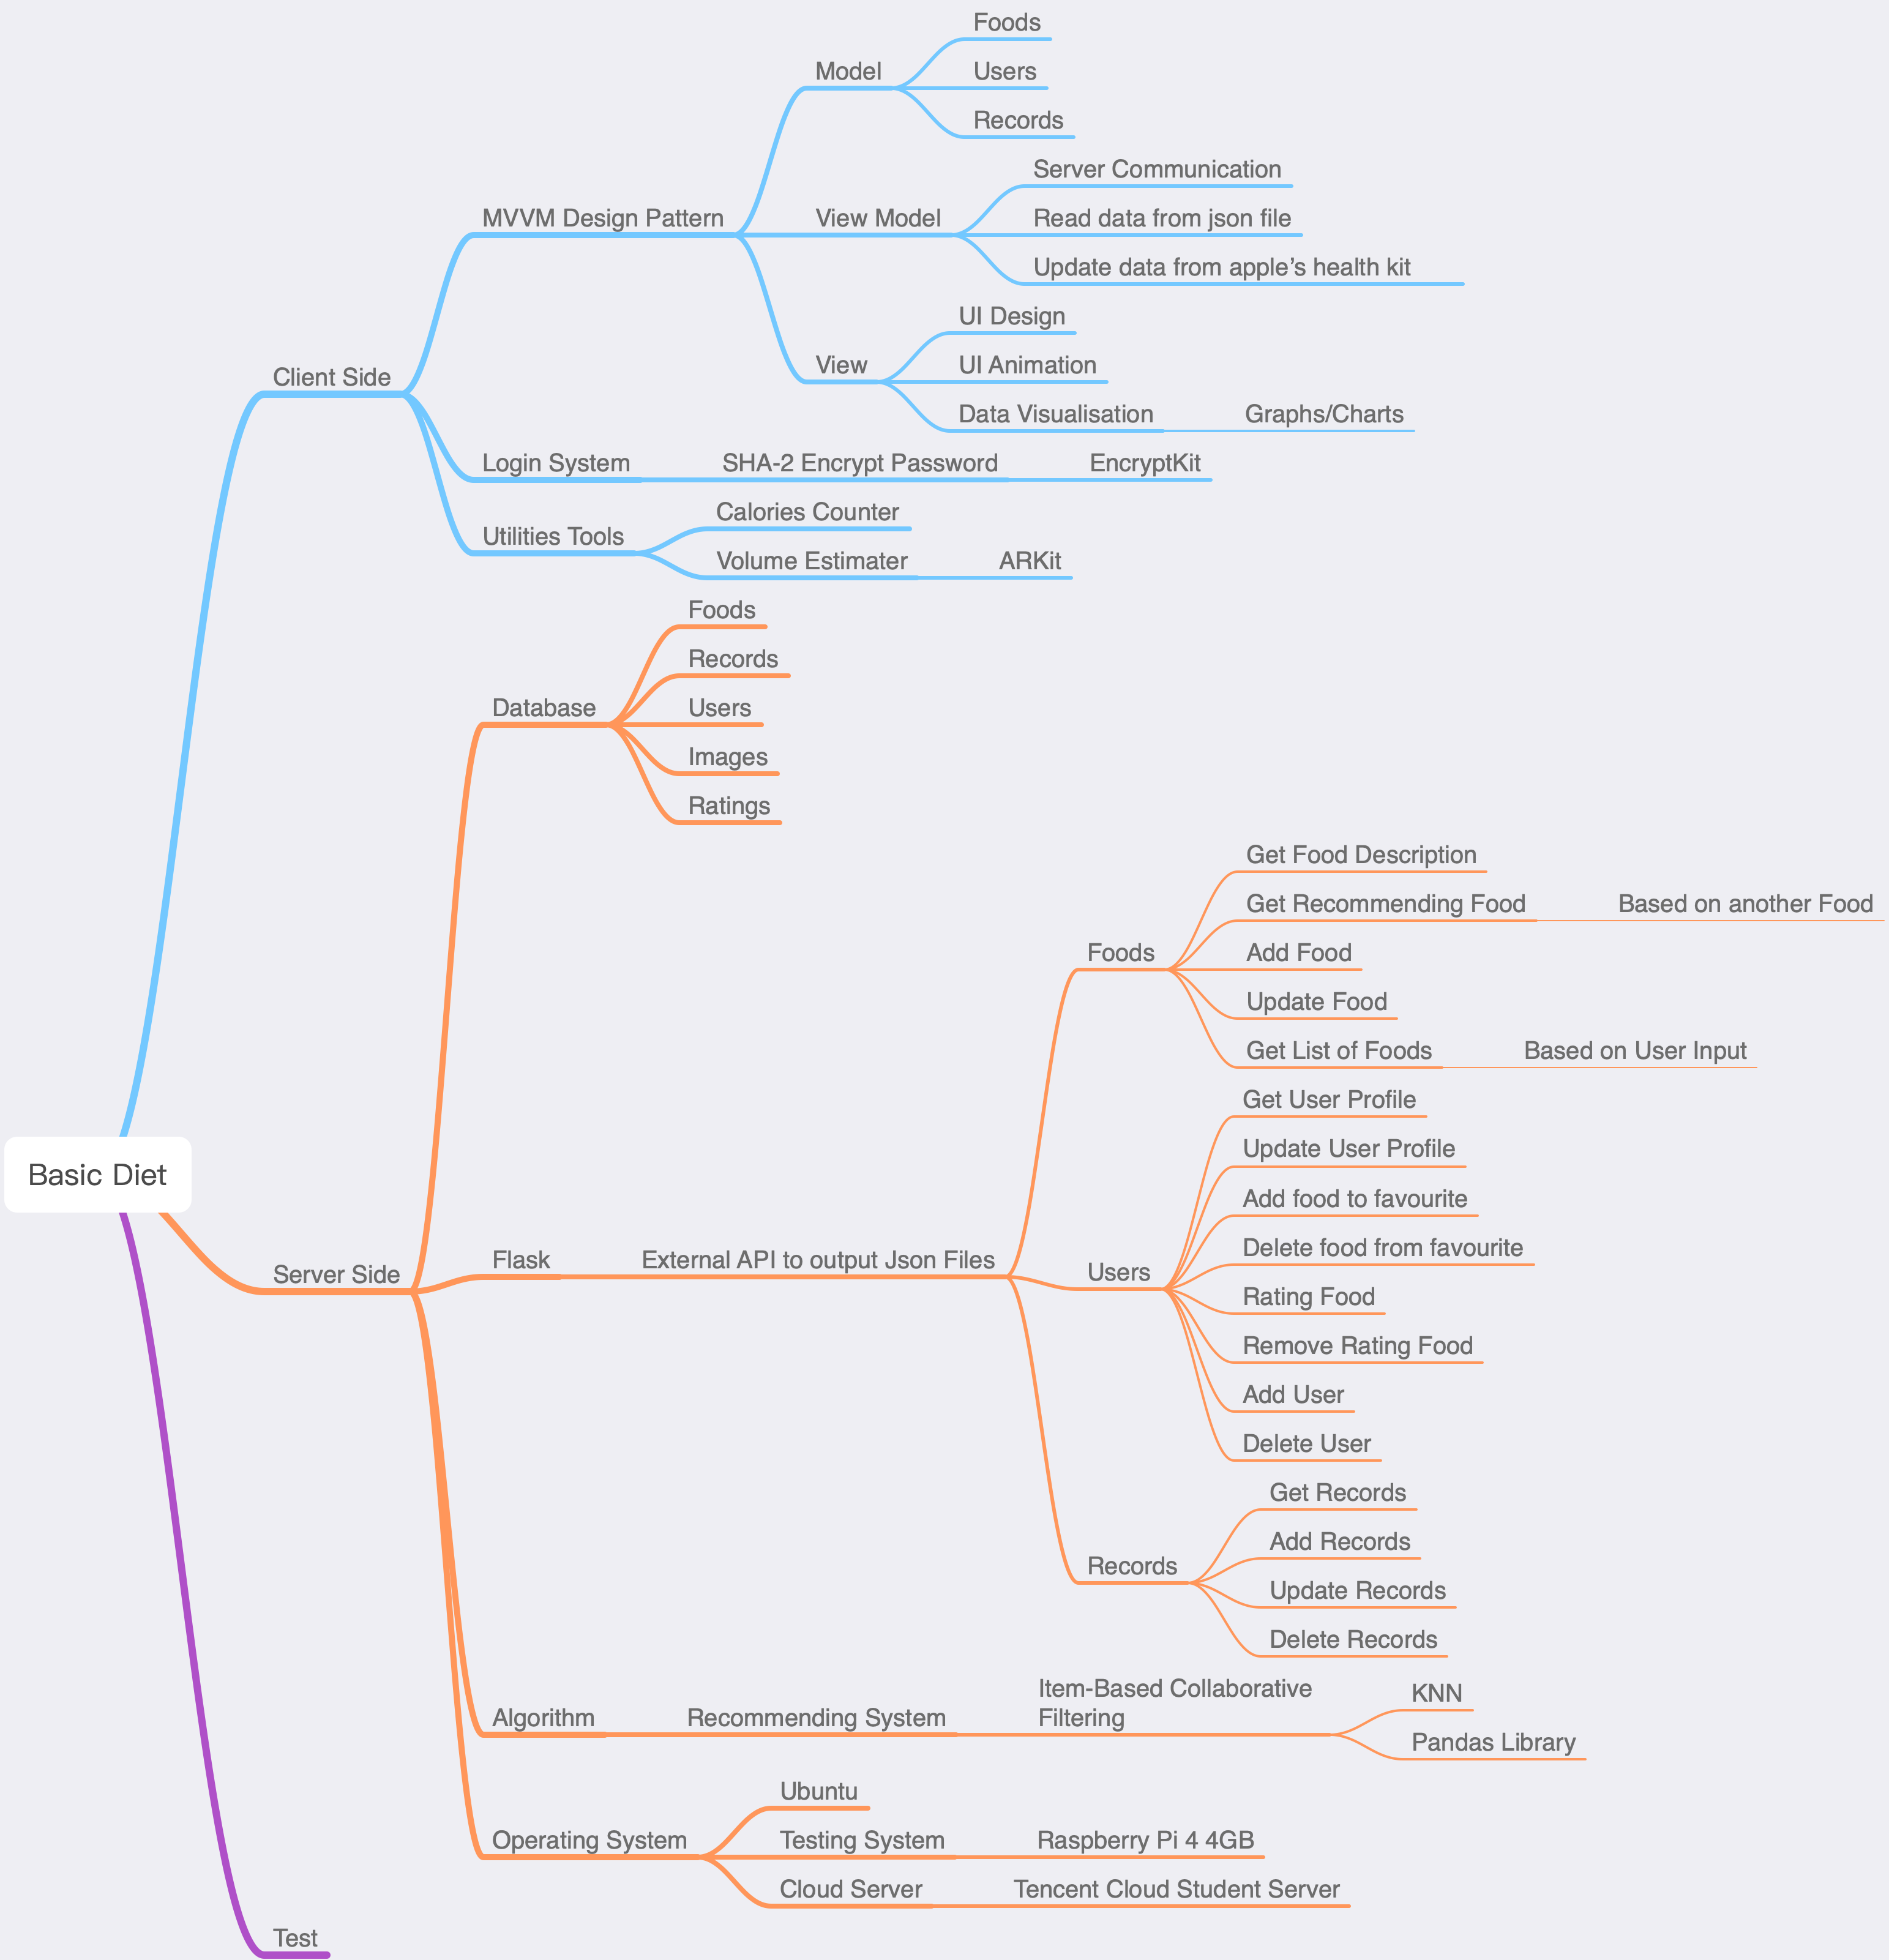 Basic Diet
Client Side
MVVM Design Pattern
Model
Foods
Users
Records
View Model
Server Communication
Read data from json file
Update data from apple’s health kit
View
UI Design
UI Animation
Data Visualisation
Graphs/Charts
Login System
SHA-2 Encrypt Password
EncryptKit
Utilities Tools
Calories Counter
Volume Estimater
ARKit
Server Side
Database
Foods
Records
Users
Images
Ratings
Flask
External API to output Json Files
Foods
Get Food Description
Get Recommending Food
Based on another Food
Add Food
Update Food
Get List of Foods
Based on User Input
Users
Get User Profile
Update User Profile
Add food to favourite
Delete food from favourite
Rating Food
Remove Rating Food
Add User
Delete User
Records
Get Records
Add Records
Update Records
Delete Records
Algorithm
Recommending System
Item-Based Collaborative
Filtering
KNN
Pandas Library
Operating System
Ubuntu
Testing System
Raspberry Pi 4 4GB
Cloud Server
Tencent Cloud Student Server
Test